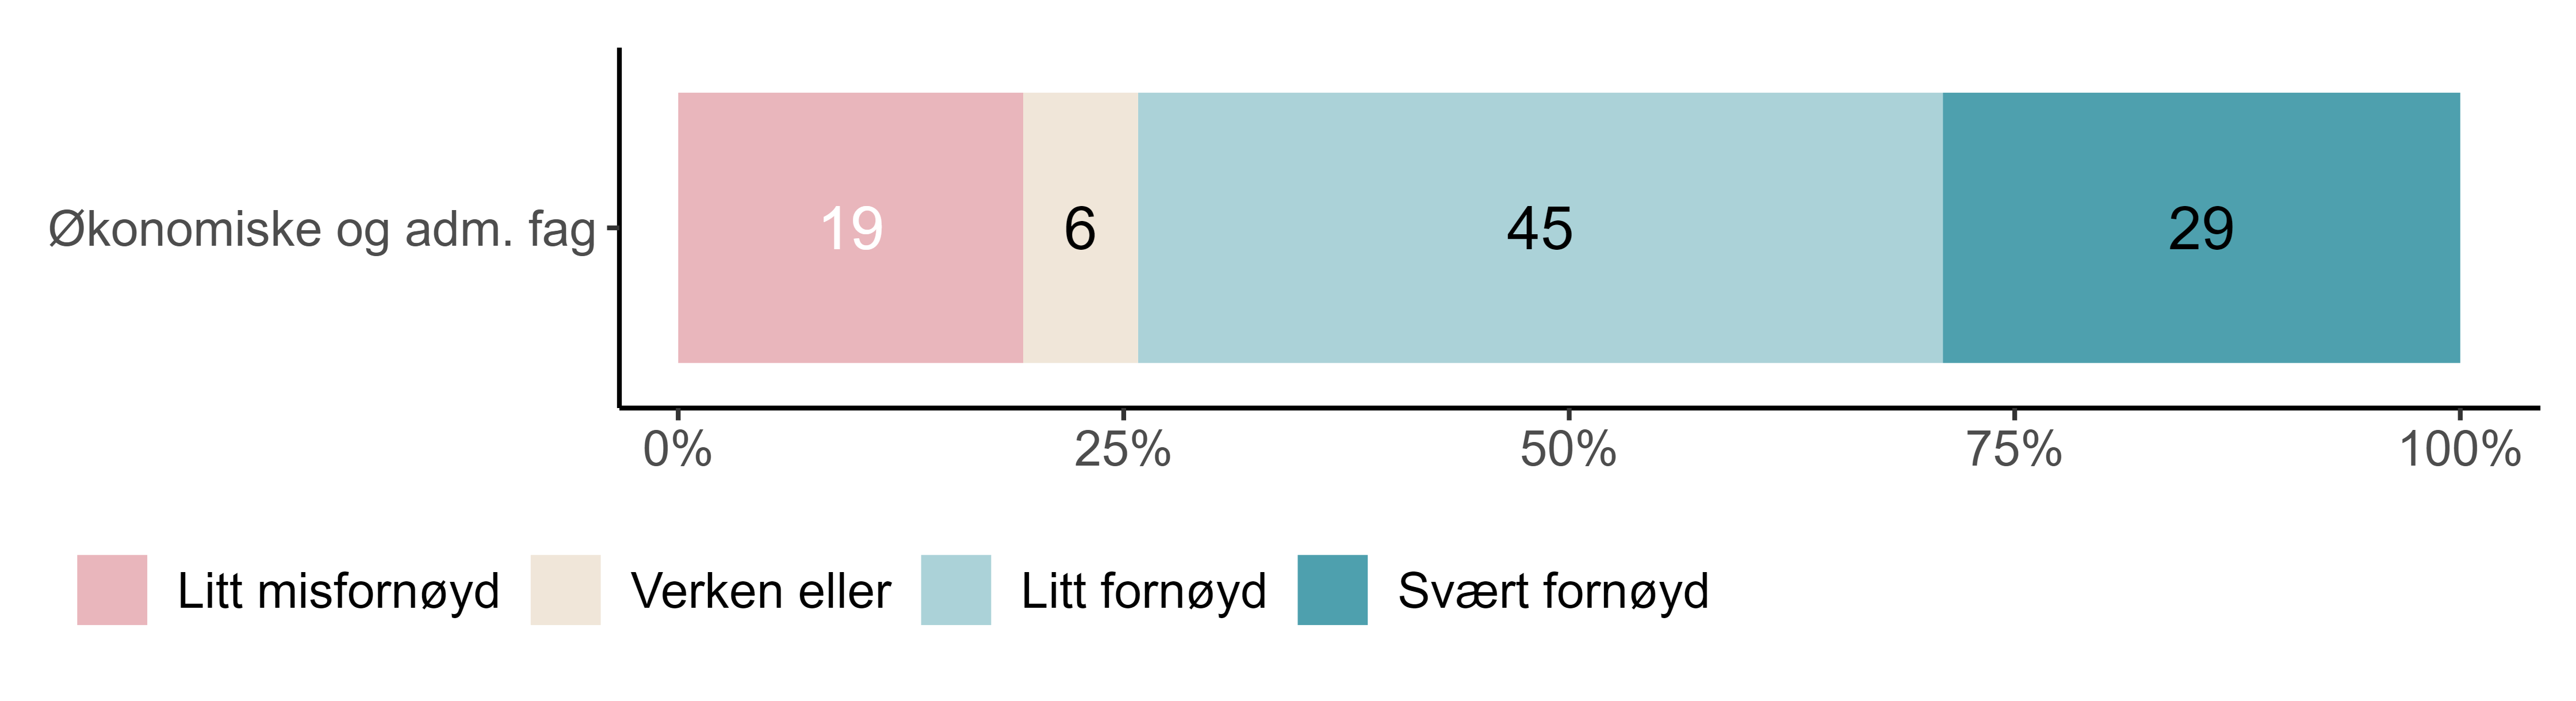 Økonomiske og adm. fag
19 6 45 29
0% 25% 50% 75% 100%
Litt misfornøyd Verken eller Litt fornøyd Svært fornøyd